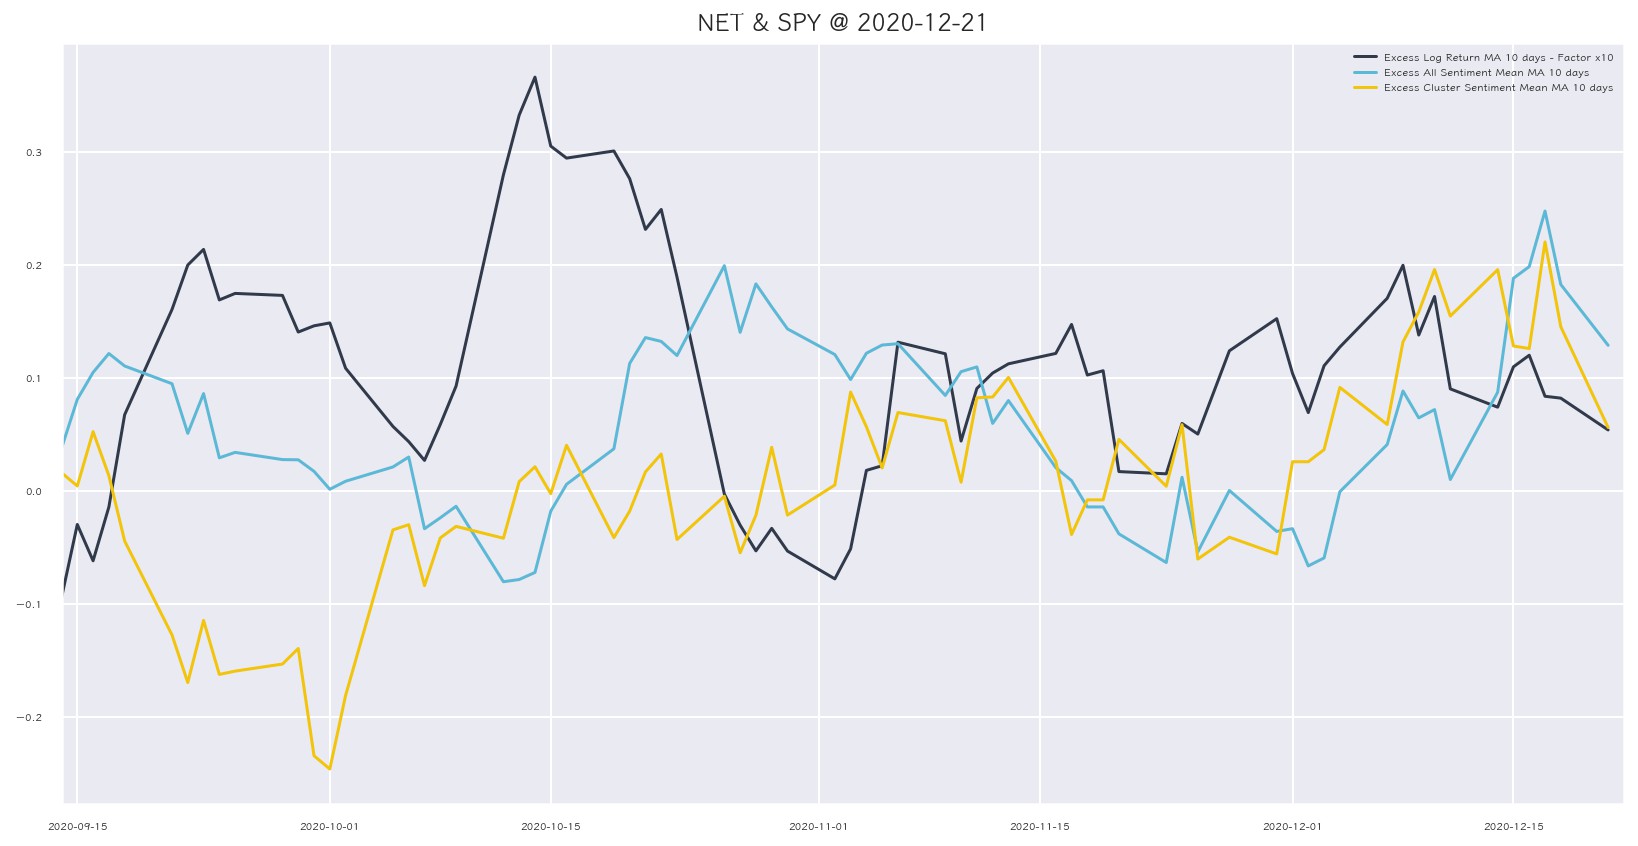 NET & SPY @ 2020-12-21
Excess Log Return MA 10 days - Factor x10
Excess All Sentiment Mean MA 10 days
Excess Cluster Sentiment Mean MA 10 days
0.3
0.2
0.1
0.0
−0.1
−0.2
2020-09-15 2020-10-01 2020-10-15 2020-11-01 2020-11-15 2020-12-01 2020-12-15